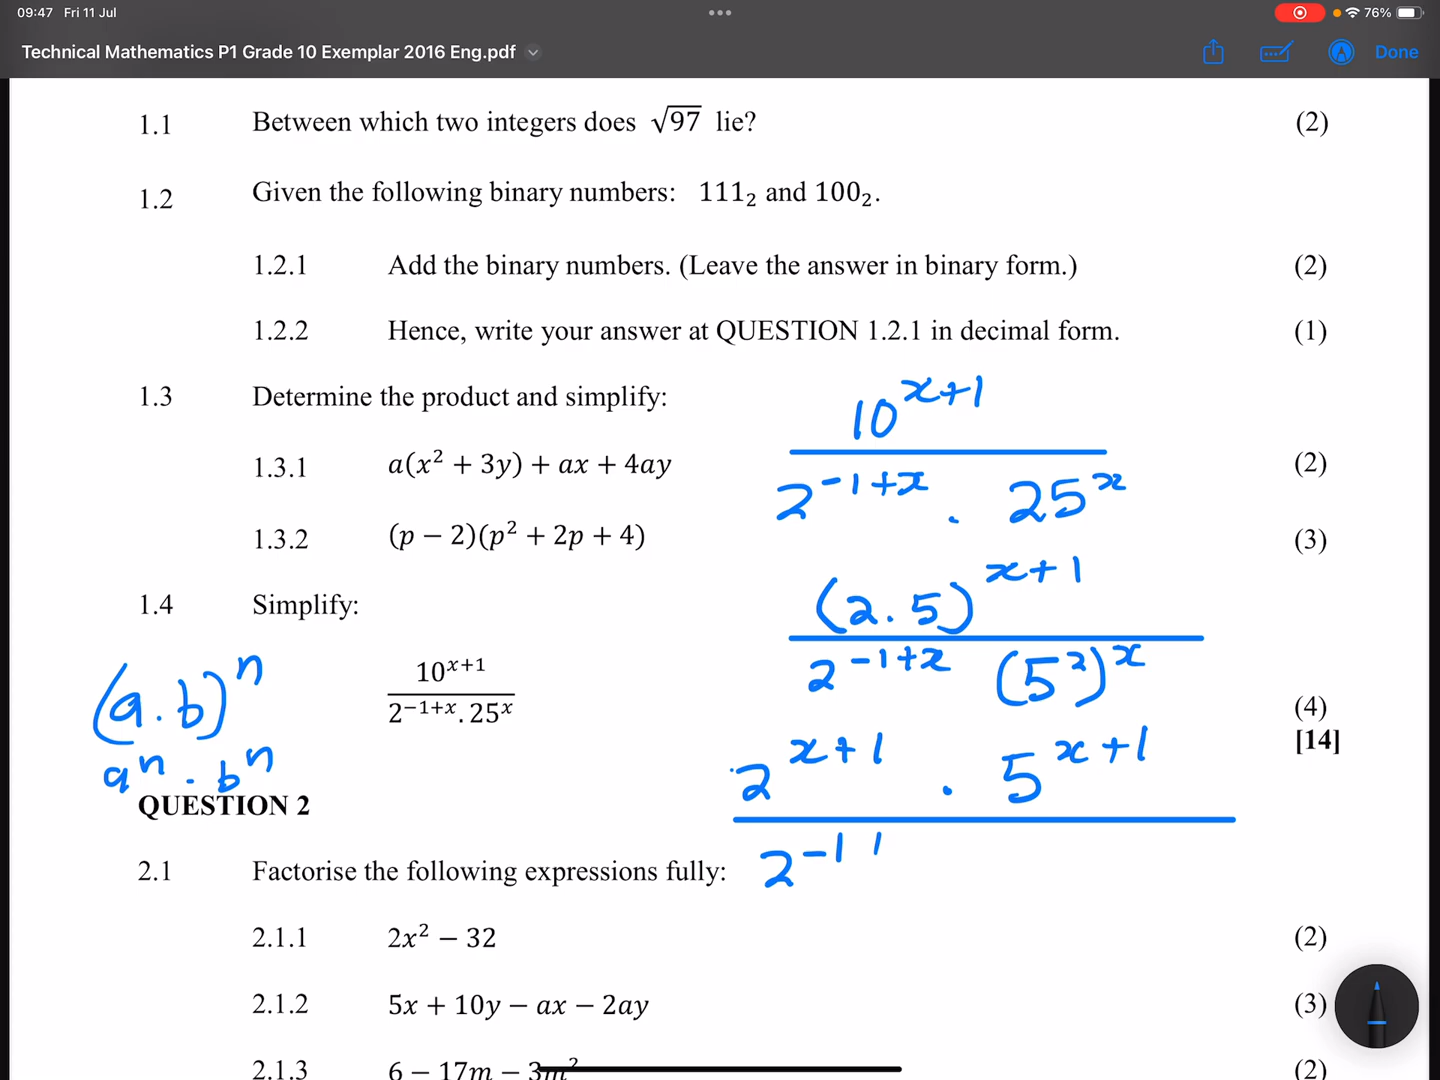 09:47 Fri 11 Jul
76%
Technical Mathematics P1 Grade 10 Exemplar 2016 Eng.pdf
Done
1.1 Between which two integers does √97 lie? (2)
1.2 Given the following binary numbers: 111₂ and 100₂.
1.2.1 Add the binary numbers. (Leave the answer in binary form.) (2)
1.2.2 Hence, write your answer at QUESTION 1.2.1 in decimal form. (1)
1.3 Determine the product and simplify:
1.3.1 a(x² + 3y) + ax + 4ay (2)
1.3.2 (p − 2)(p² + 2p + 4) (3)
1.4 Simplify:
10^{x+1}
2^{−1+x}. 25^x (4)
[14]
10^{x+1}
2^{-1+x} . 25^x
(2.5)^{x+1}
2^{-1+x} (5²)^x
2^{x+1} . 5^{x+1}
2^{-1 1}
(a.b)^n
a^n . b^n
QUESTION 2
2.1 Factorise the following expressions fully:
2.1.1 2x² − 32 (2)
2.1.2 5x + 10y − ax − 2ay (3)
2.1.3 6 − 17m − 3m² (2)